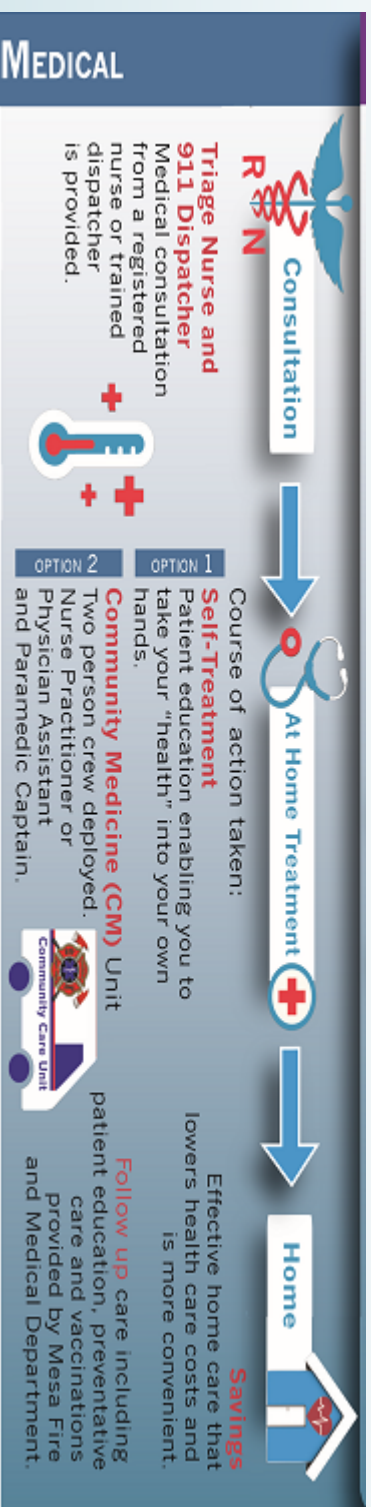 MEDICAL
Consultation
R N
Triage Nurse and
911 Dispatcher
Medical consultation
from a registered
nurse or trained
dispatcher
is provided.
At Home Treatment
Course of action taken:
OPTION 1
Self-Treatment
Patient education enabling you to
take your "health" into your own
hands.
OPTION 2
Community Medicine (CM) Unit
Two person crew deployed.
Nurse Practitioner or
Physician Assistant
and Paramedic Captain.
Community Care Unit
Home
Savings
Effective home care that
lowers health care costs and
is more convenient.
Follow up care including
patient education, preventative
care and vaccinations
provided by Mesa Fire
and Medical Department.